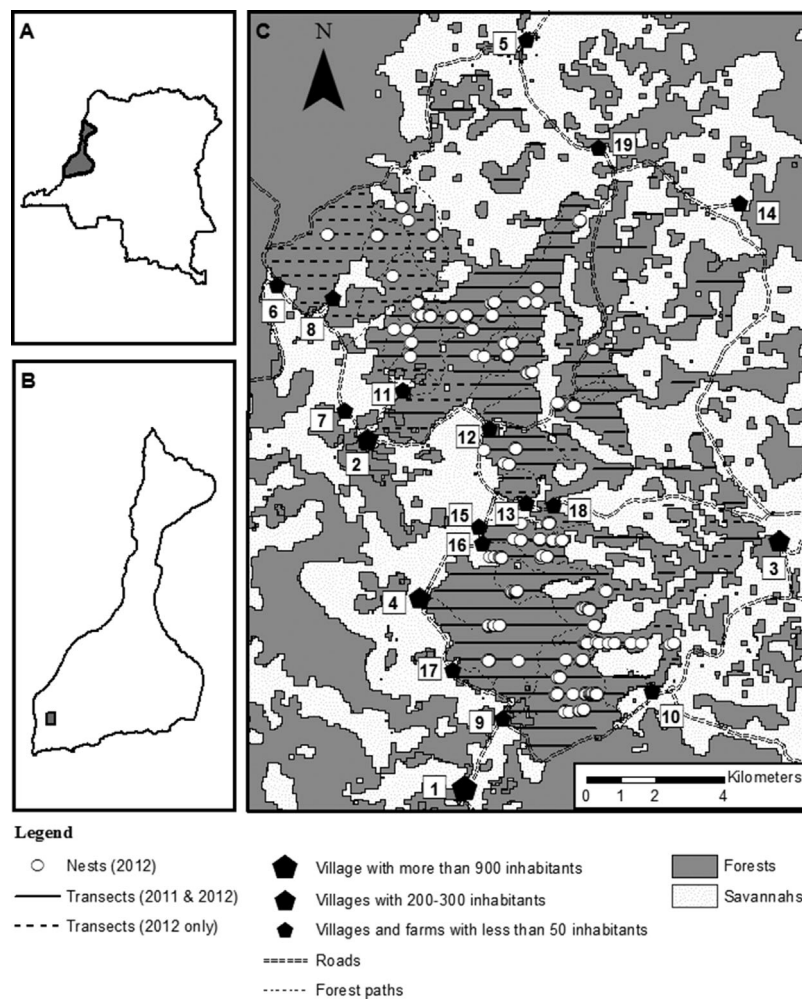 A
B
C
N
5
19
14
6
8
11
7
2
12
13
18
15
16
3
4
17
10
9
1
Kilometers
0 1 2 4
Legend
Nests (2012)
Transects (2011 & 2012)
Transects (2012 only)
Village with more than 900 inhabitants
Villages with 200-300 inhabitants
Villages and farms with less than 50 inhabitants
Roads
Forest paths
Forests
Savannahs